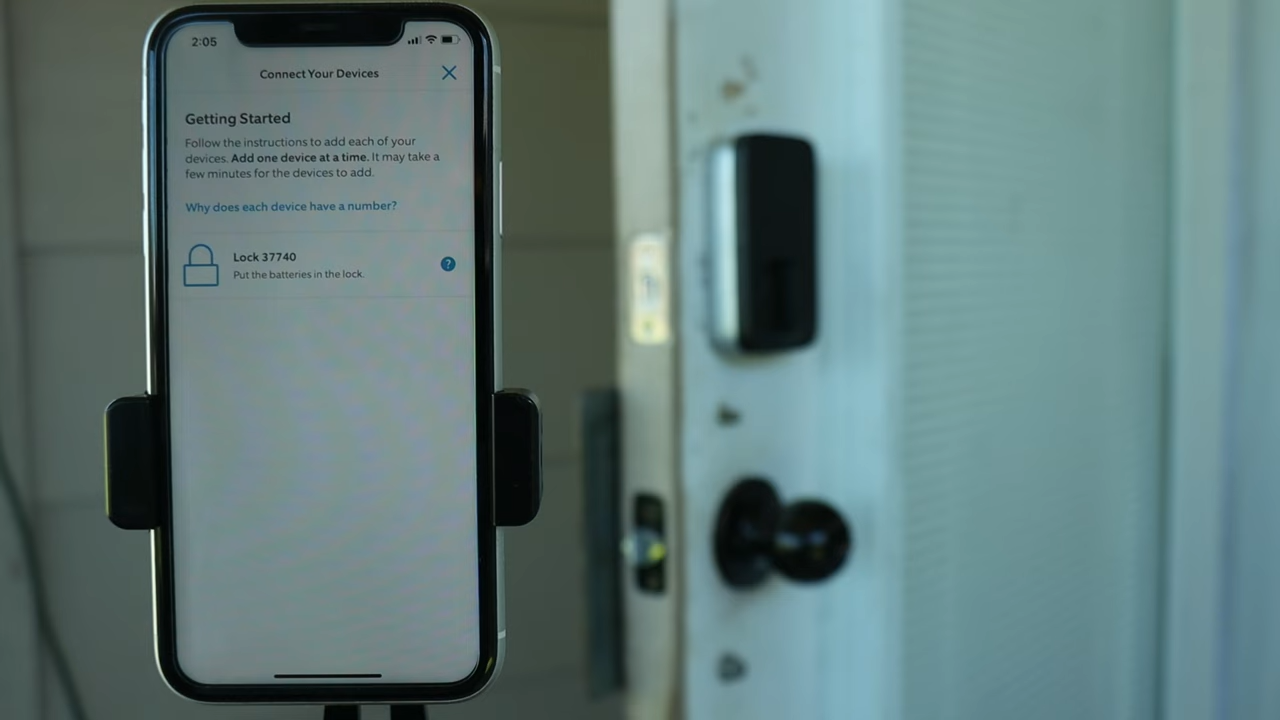 2:05
Connect Your Devices
Getting Started
Follow the instructions to add each of your
devices. Add one device at a time. It may take a
few minutes for the devices to add.
Why does each device have a number?
Lock 37740
Put the batteries in the lock.
?